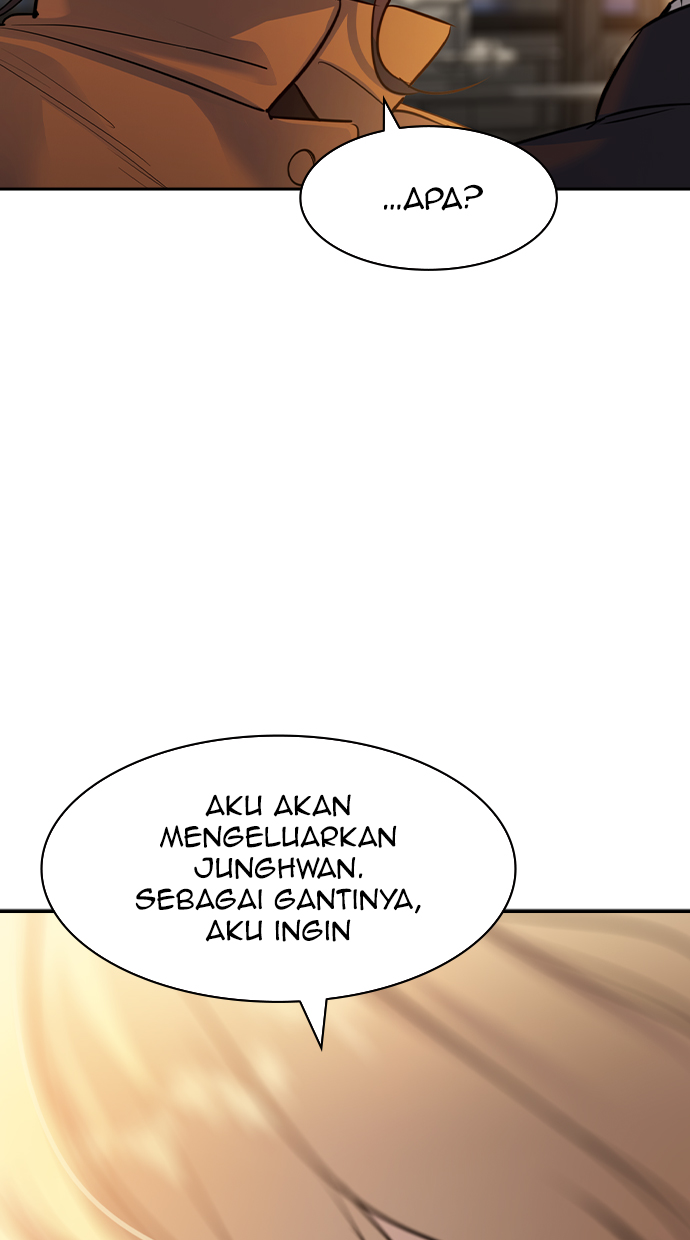 ...APA?
AKU AKAN
MENGELUARKAN
JUNGHWAN.
SEBAGAI GANTINYA,
AKU INGIN